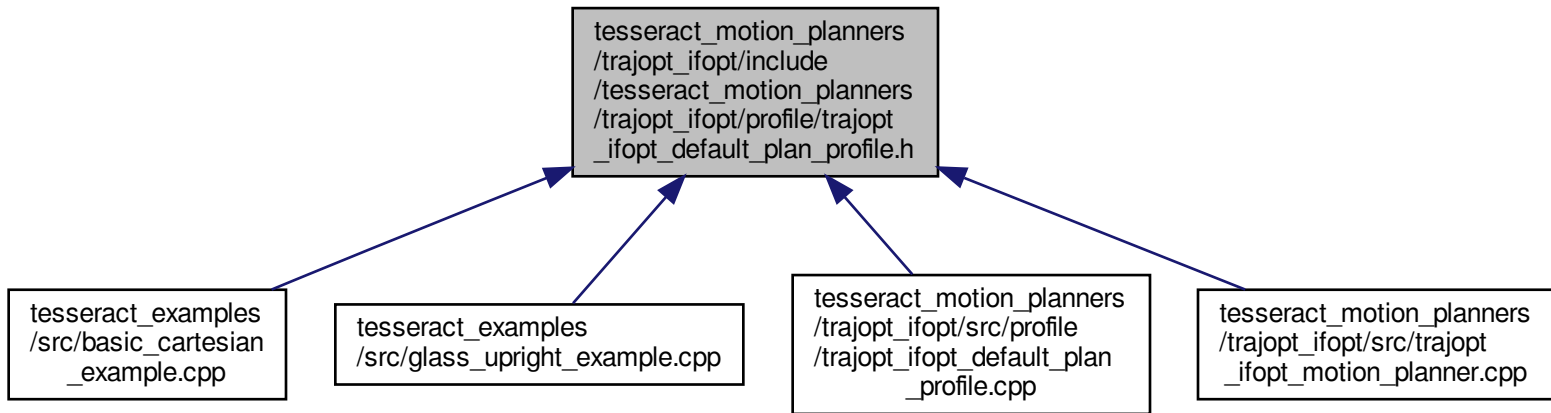 tesseract_motion_planners
/trajopt_ifopt/include
/tesseract_motion_planners
/trajopt_ifopt/profile/trajopt
_ifopt_default_plan_profile.h
tesseract_examples
/src/basic_cartesian
_example.cpp
tesseract_examples
/src/glass_upright_example.cpp
tesseract_motion_planners
/trajopt_ifopt/src/profile
/trajopt_ifopt_default_plan
_profile.cpp
tesseract_motion_planners
/trajopt_ifopt/src/trajopt
_ifopt_motion_planner.cpp